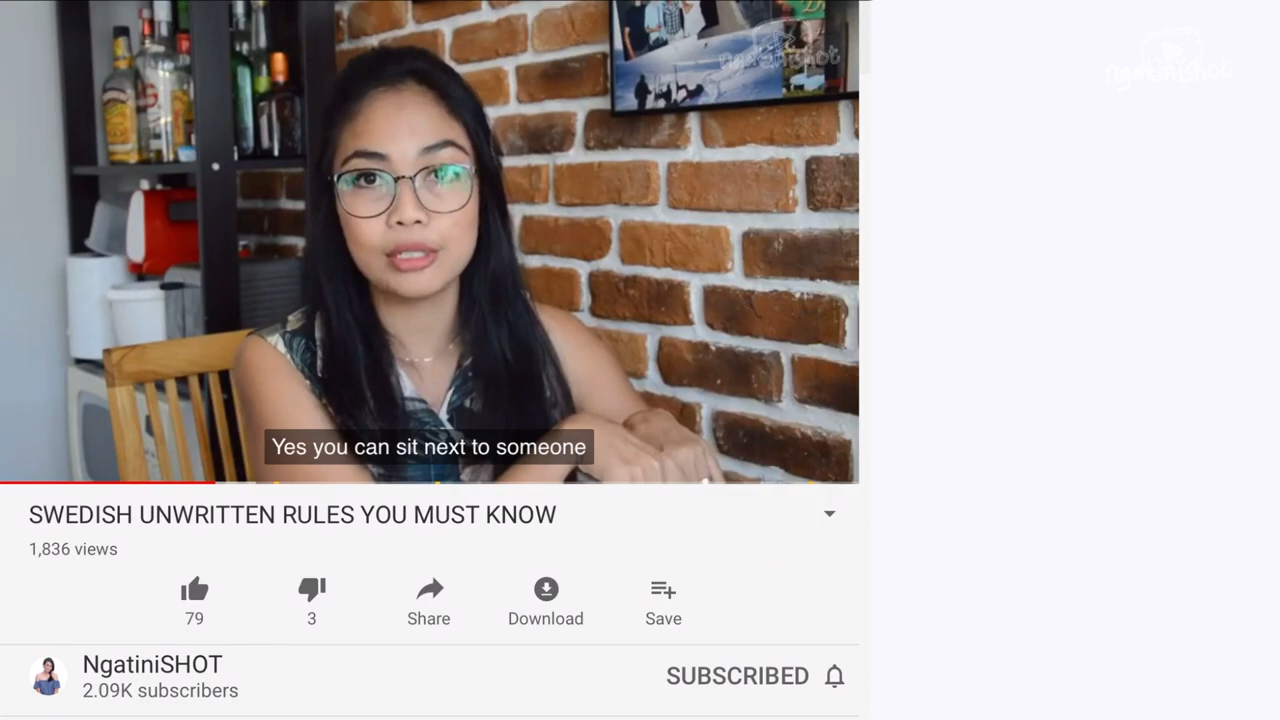 ngatinishot
ngatinishot
Yes you can sit next to someone
SWEDISH UNWRITTEN RULES YOU MUST KNOW
1,836 views
79
3
Share
Download
Save
NgatiniSHOT
2.09K subscribers
SUBSCRIBED